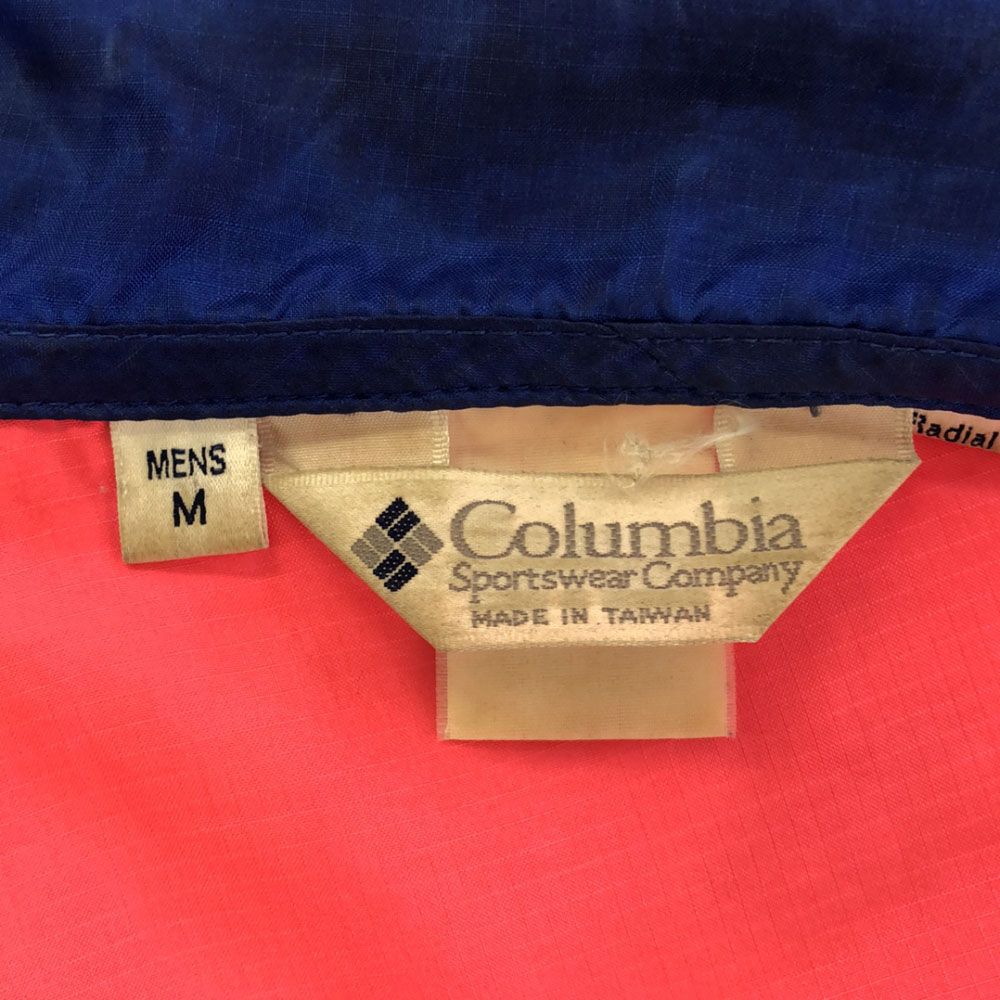 MENS
M
Columbia
Sportswear Company
MADE IN TAIWAN
Radial